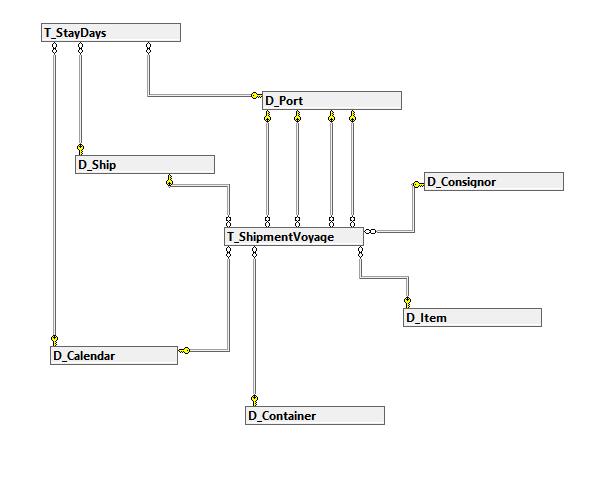 T_StayDays
D_Port
D_Ship
D_Consignor
T_ShipmentVoyage
D_Item
D_Calendar
D_Container